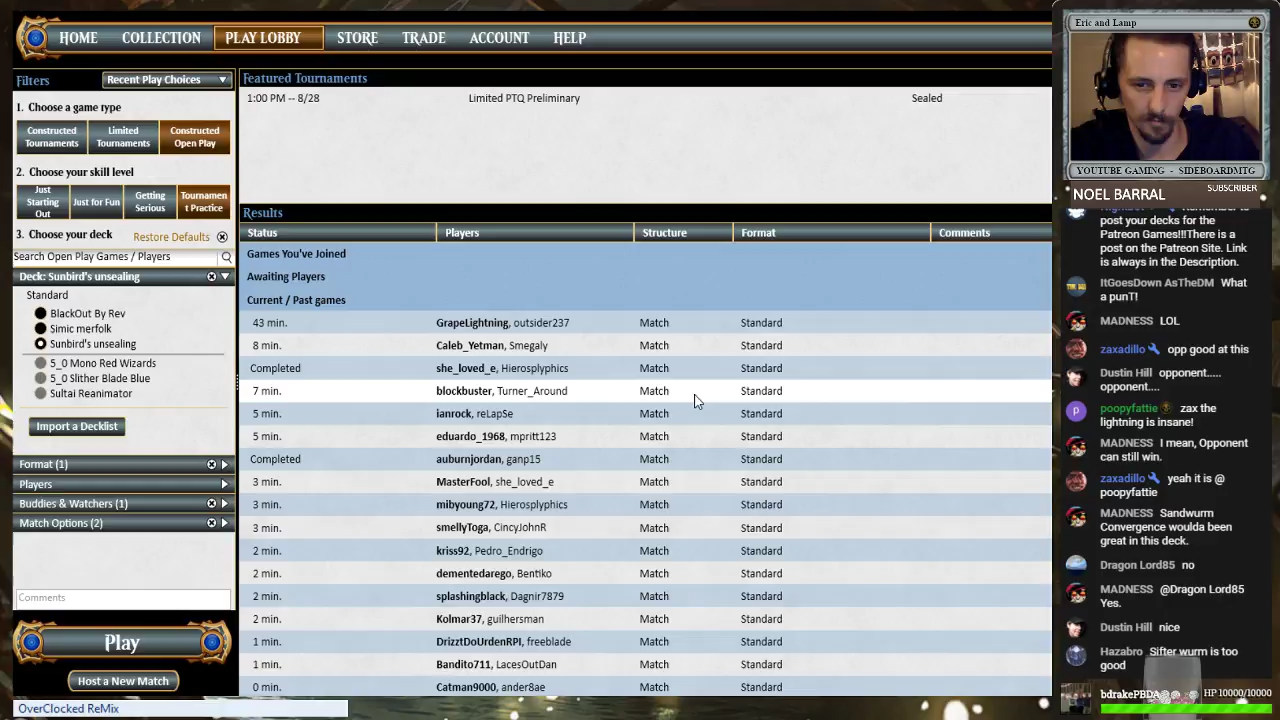 HOME COLLECTION PLAY LOBBY STORE TRADE ACCOUNT HELP
Filters Recent Play Choices
1. Choose a game type
Constructed Tournaments Limited Tournaments Constructed Open Play
2. Choose your skill level
Just Starting Out Just for Fun Getting Serious Tournamen t Practice
3. Choose your deck Restore Defaults
Search Open Play Games / Players
Deck: Sunbird's unsealing
Standard
BlackOut By Rev
Simic merfolk
Sunbird's unsealing
5_0 Mono Red Wizards
5_0 Slither Blade Blue
Sultai Reanimator
Import a Decklist
Format (1)
Players
Buddies & Watchers (1)
Match Options (2)
Comments
Play
Host a New Match
OverClocked ReMix
Featured Tournaments
1:00 PM -- 8/28 Limited PTQ Preliminary Sealed
Results
Status Players Structure Format Comments
Games You've Joined
Awaiting Players
Current / Past games
43 min. GrapeLightning, outsider237 Match Standard
8 min. Caleb_Yetman, Smegaly Match Standard
Completed she_loved_e, Hierosplyphics Match Standard
7 min. blockbuster, Turner_Around Match Standard
5 min. ianrock, reLapSe Match Standard
5 min. eduardo_1968, mpritt123 Match Standard
Completed auburnjordan, ganp15 Match Standard
3 min. MasterFool, she_loved_e Match Standard
3 min. mibyoung72, Hierosplyphics Match Standard
3 min. smellyToga, CincyJohnR Match Standard
2 min. kriss92, Pedro_Endrigo Match Standard
2 min. dementedarego, Bentiko Match Standard
2 min. splashingblack, Dagnir7879 Match Standard
2 min. Kolmar37, guilhersman Match Standard
1 min. DrizztDoUrdenRPI, freeblade Match Standard
1 min. Bandito711, LacesOutDan Match Standard
0 min. Catman9000, ander8ae Match Standard
Eric and Lamp
YOUTUBE GAMING - SIDEBOARDMTG
NOEL BARRAL SUBSCRIBER
post your decks for the
Patreon Games!!!There is
a post on the Patreon Site. Link
is always in the Description.
ItGoesDown AsTheDM What
a punT!
MADNESS LOL
zaxadillo opp good at this
Dustin Hill opponent.....
opponent....
poopyfattie zax the
lightning is insane!
MADNESS I mean, Opponent
can still win.
zaxadillo yeah it is @
poopyfattie
MADNESS Sandwurm
Convergence woulda been
great in this deck.
Dragon Lord85 no
MADNESS @Dragon Lord85
Yes.
Dustin Hill nice
Hazabro Sifter wurm is too
good
bdrakePBDA HP 10000/10000